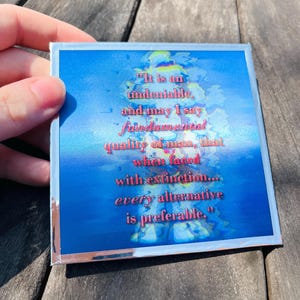 "It is an
undeniable,
and may I say
fundamental
quality of man, that
when faced
with extinction...
every alternative
is preferable."